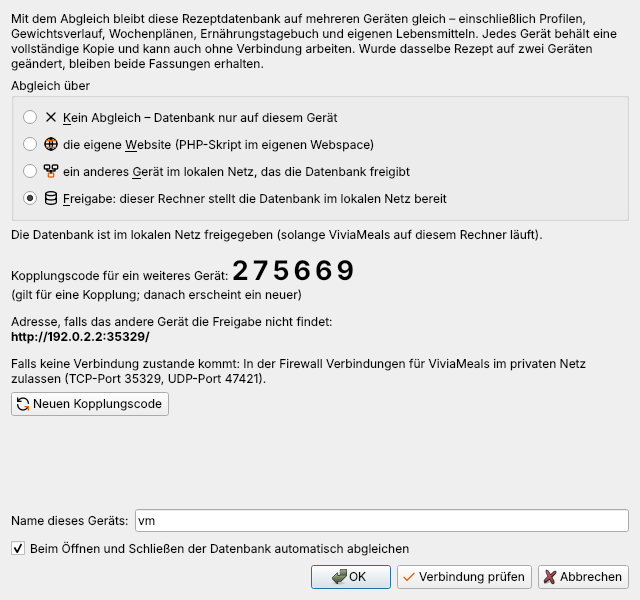 Mit dem Abgleich bleibt diese Rezeptdatenbank auf mehreren Geräten gleich – einschließlich Profilen,
Gewichtsverlauf, Wochenplänen, Ernährungstagebuch und eigenen Lebensmitteln. Jedes Gerät behält eine
vollständige Kopie und kann auch ohne Verbindung arbeiten. Wurde dasselbe Rezept auf zwei Geräten
geändert, bleiben beide Fassungen erhalten.
Abgleich über
Kein Abgleich – Datenbank nur auf diesem Gerät
die eigene Website (PHP-Skript im eigenen Webspace)
ein anderes Gerät im lokalen Netz, das die Datenbank freigibt
Freigabe: dieser Rechner stellt die Datenbank im lokalen Netz bereit
Die Datenbank ist im lokalen Netz freigegeben (solange ViviaMeals auf diesem Rechner läuft).
Kopplungscode für ein weiteres Gerät: 275669
(gilt für eine Kopplung; danach erscheint ein neuer)
Adresse, falls das andere Gerät die Freigabe nicht findet:
http://192.0.2.2:35329/
Falls keine Verbindung zustande kommt: In der Firewall Verbindungen für ViviaMeals im privaten Netz
zulassen (TCP-Port 35329, UDP-Port 47421).
Neuen Kopplungscode
Name dieses Geräts: vm
Beim Öffnen und Schließen der Datenbank automatisch abgleichen
OK Verbindung prüfen Abbrechen